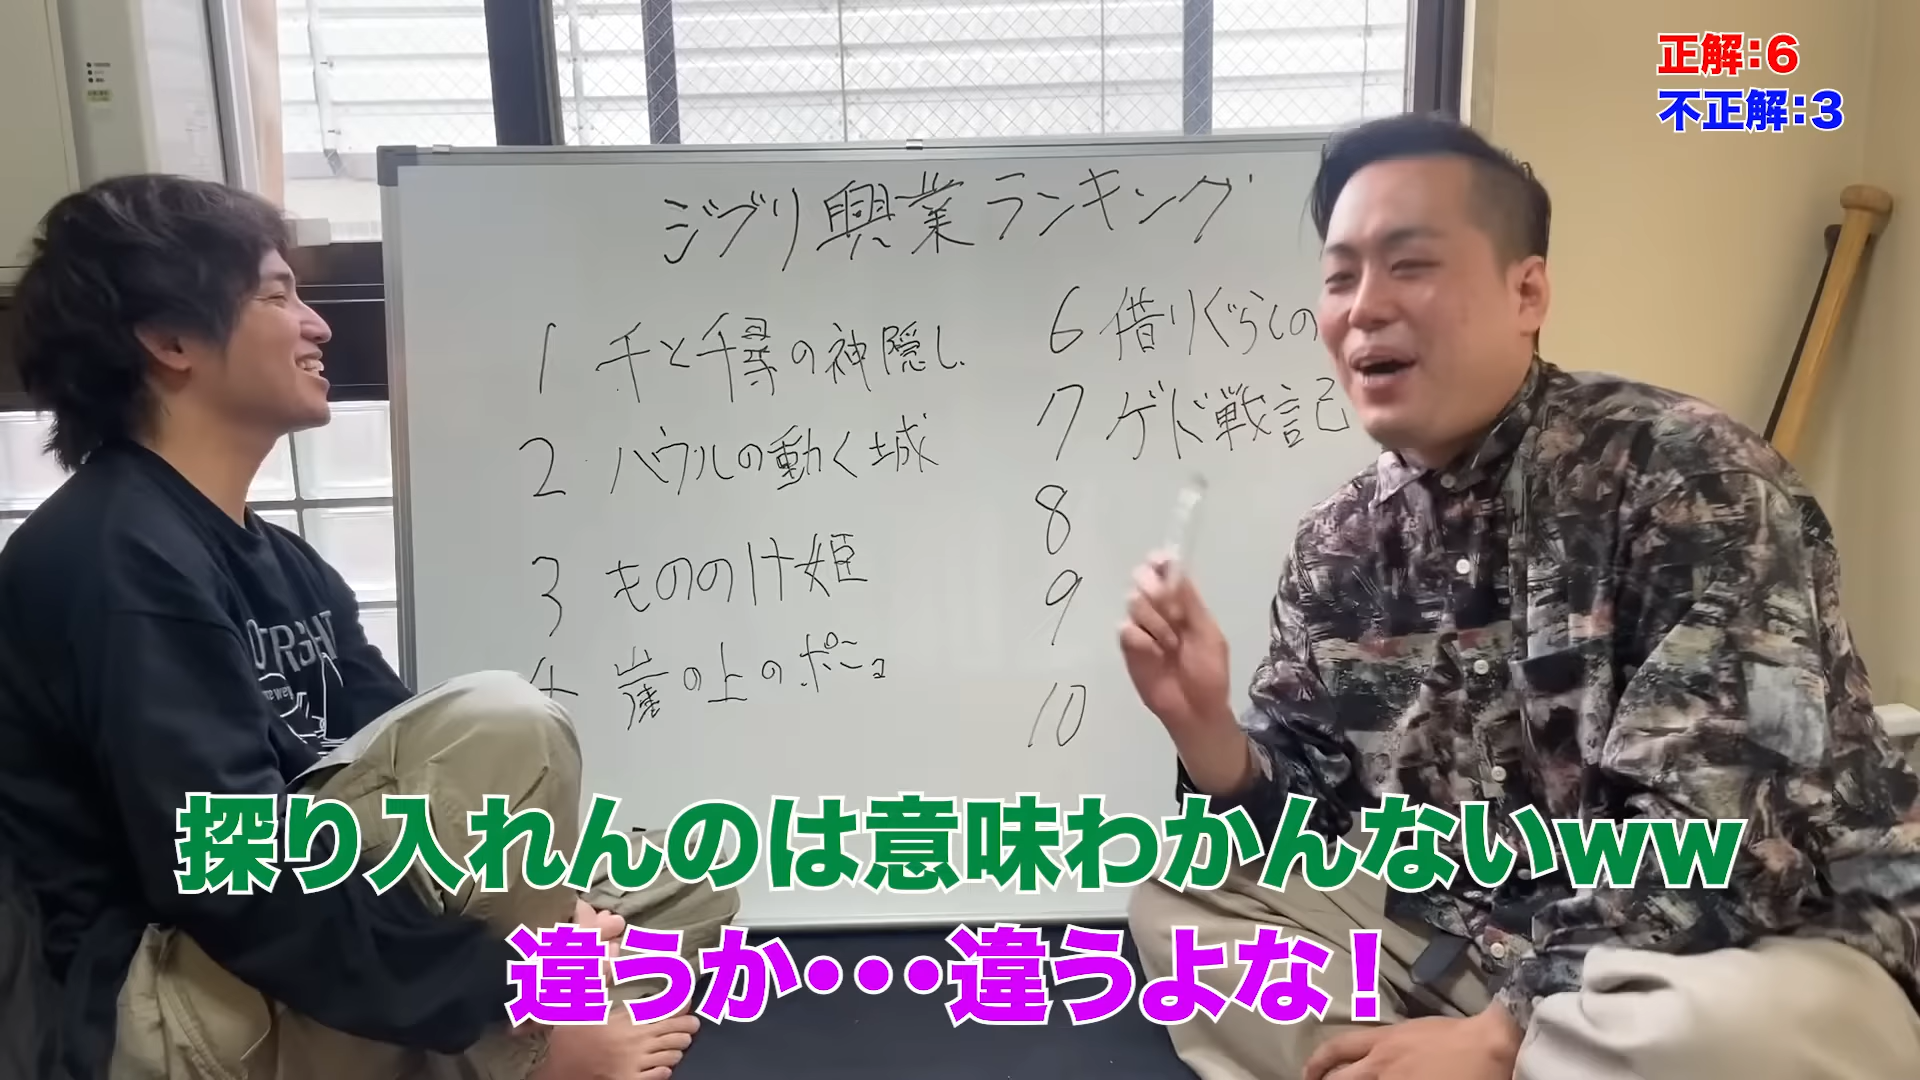 正解:6
不正解:3
ジブリ興業ランキング
1 千と千尋の神隠し
2 ハウルの動く城
3 もののけ姫
4 崖の上のポニョ
6 借りぐらしの
7 ゲド戦記
8
9
10
探り入れんのは意味わかんないww
違うか・・・違うよな!